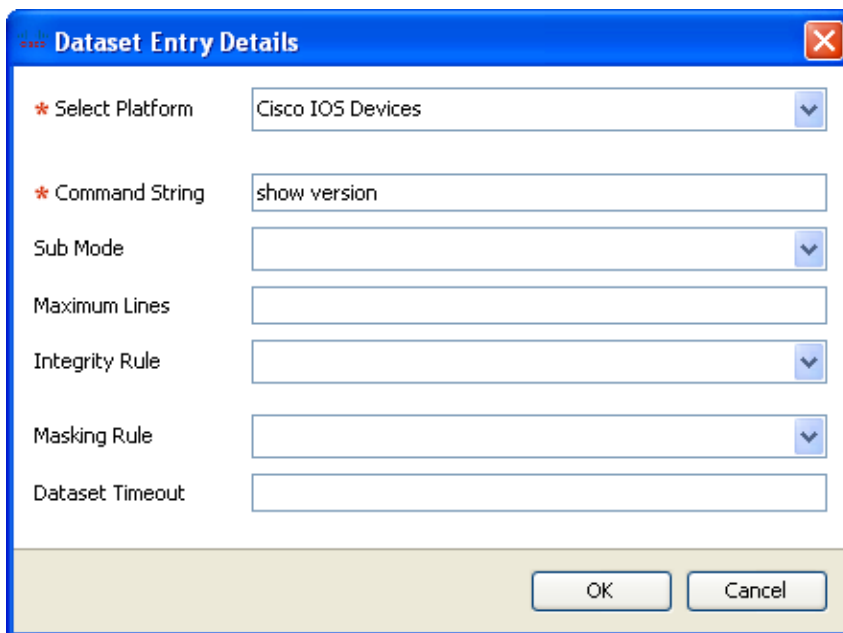 Dataset Entry Details
* Select Platform Cisco IOS Devices
* Command String show version
Sub Mode
Maximum Lines
Integrity Rule
Masking Rule
Dataset Timeout
OK Cancel